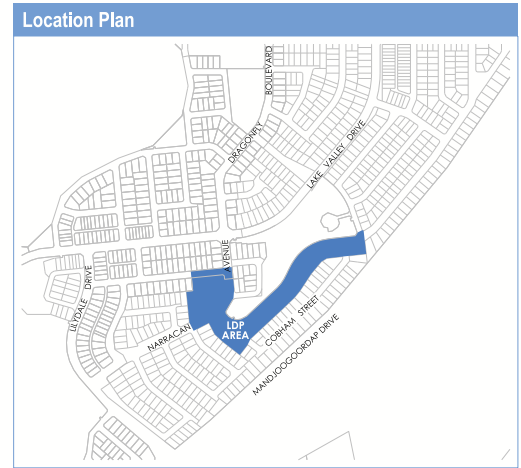 Location Plan
BOULEVARD
DRAGONFLY
LAKE VALLEY DRIVE
AVENUE
LILYDALE DRIVE
NARRACAN
LDP
AREA
COBHAM STREET
MANDJOOGOORDAP DRIVE